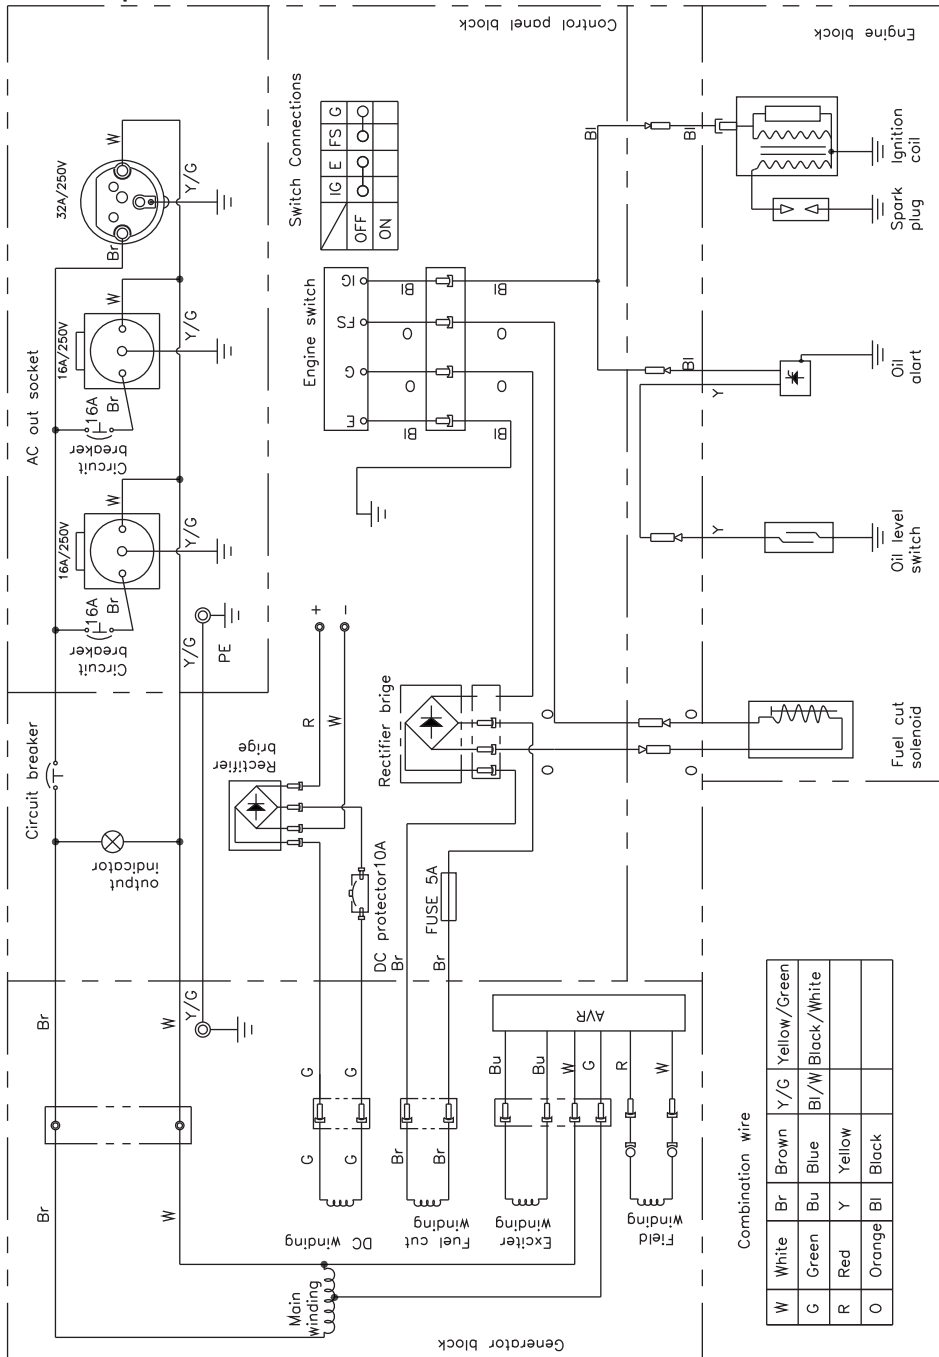 Control panel block
Engine block
Generator block
AC out socket
32A/250V
W
Y/G
Br
16A/250V
W
Y/G
Br
16A
Circuit
breaker
16A/250V
W
Y/G
Br
16A
Circuit
breaker
Y/G
PE
Switch Connections
IG
E
FS
G
OFF
ON
Engine switch
IG
FS
G
E
Bl
O
O
Bl
Bl
O
O
Bl
Bl
Bl
Ignition
coil
Spark
plug
Bl
Y
Oil
alart
Y
Oil level
switch
O
O
O
O
Fuel cut
solenoid
+
-
R
W
Rectifier
brige
Rectifier brige
Circuit breaker
output
indicator
DC protector10A
FUSE 5A
Br
Br
Br
W
Y/G
G
G
Bu
Bu
W
G
R
W
AVR
Br
W
G
G
Br
Br
DC
winding
Fuel cut
winding
Exciter
winding
Field
winding
Main
winding
Combination wire
W White Br Brown Y/G Yellow/Green
G Green Bu Blue Bl/W Black/White
R Red Y Yellow
O Orange Bl Black